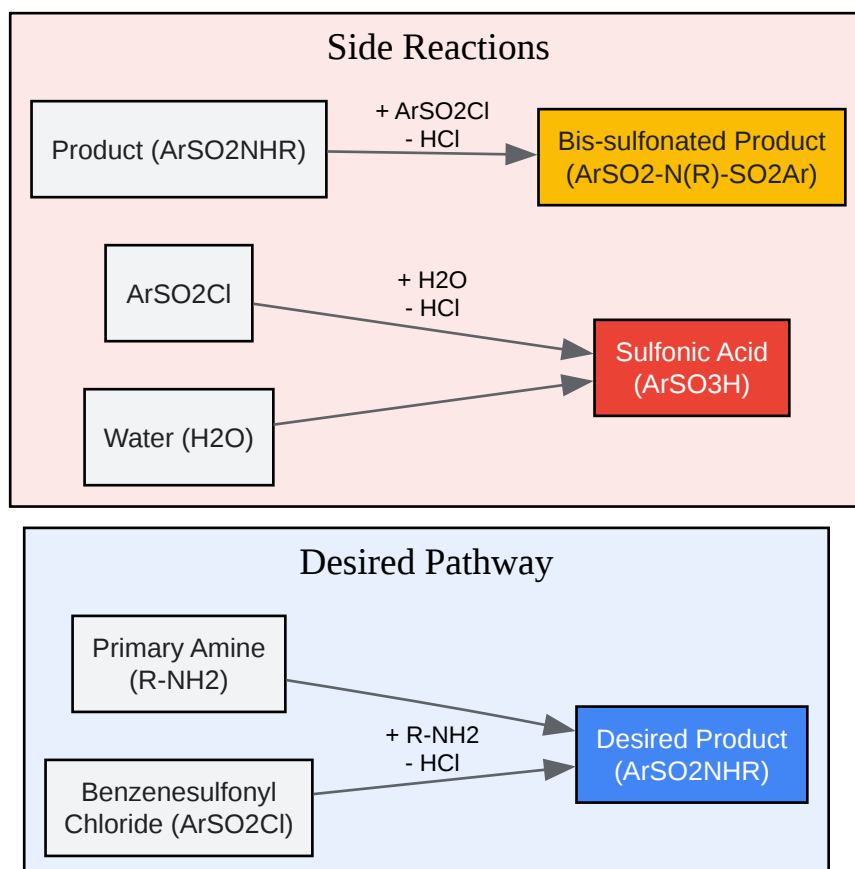 Side Reactions
Product (ArSO2NHR)
+ ArSO2Cl
- HCl
Bis-sulfonated Product
(ArSO2-N(R)-SO2Ar)
ArSO2Cl
+ H2O
- HCl
Sulfonic Acid
(ArSO3H)
Water (H2O)
Desired Pathway
Primary Amine
(R-NH2)
+ R-NH2
- HCl
Desired Product
(ArSO2NHR)
Benzenesulfonyl
Chloride (ArSO2Cl)